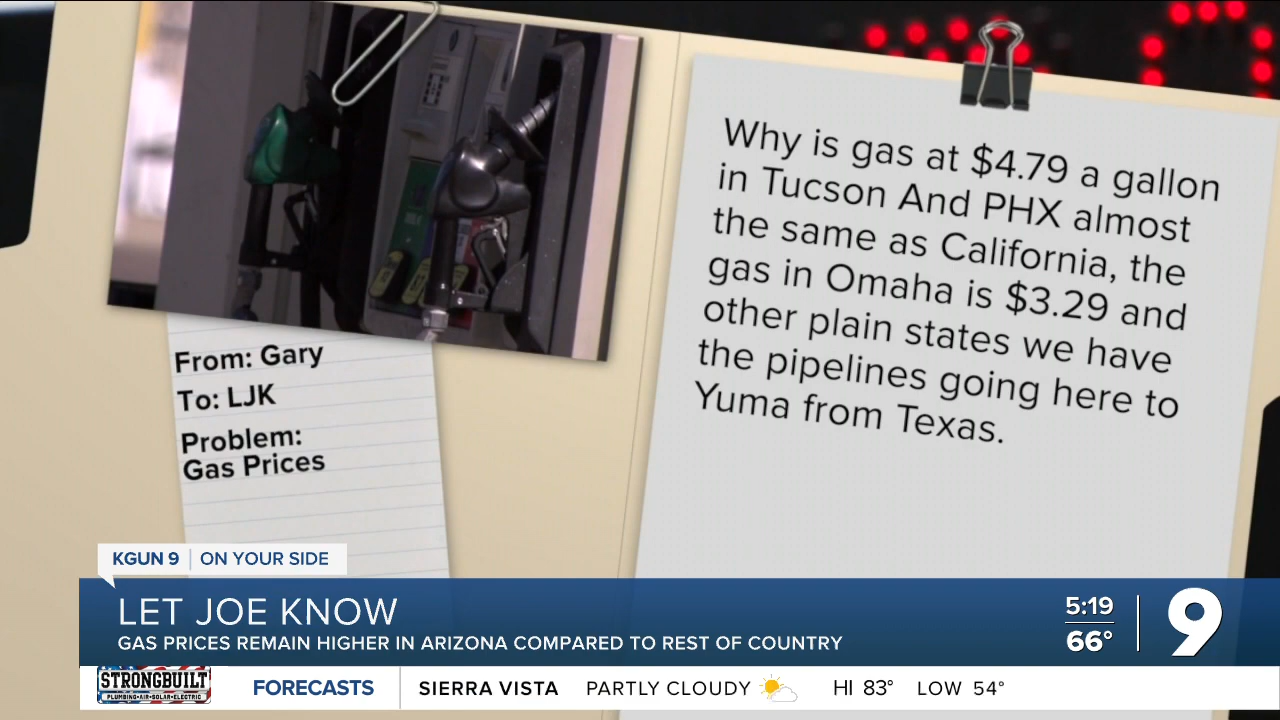 Why is gas at $4.79 a gallon
in Tucson And PHX almost
the same as California, the
gas in Omaha is $3.29 and
other plain states we have
the pipelines going here to
Yuma from Texas.
From: Gary
To: LJK
Problem:
Gas Prices
KGUN 9 | ON YOUR SIDE
LET JOE KNOW
GAS PRICES REMAIN HIGHER IN ARIZONA COMPARED TO REST OF COUNTRY
5:19
66°
9
STRONGBUILT
PLUMBING•AIR•SOLAR•ELECTRIC
FORECASTS
SIERRA VISTA PARTLY CLOUDY HI 83° LOW 54°